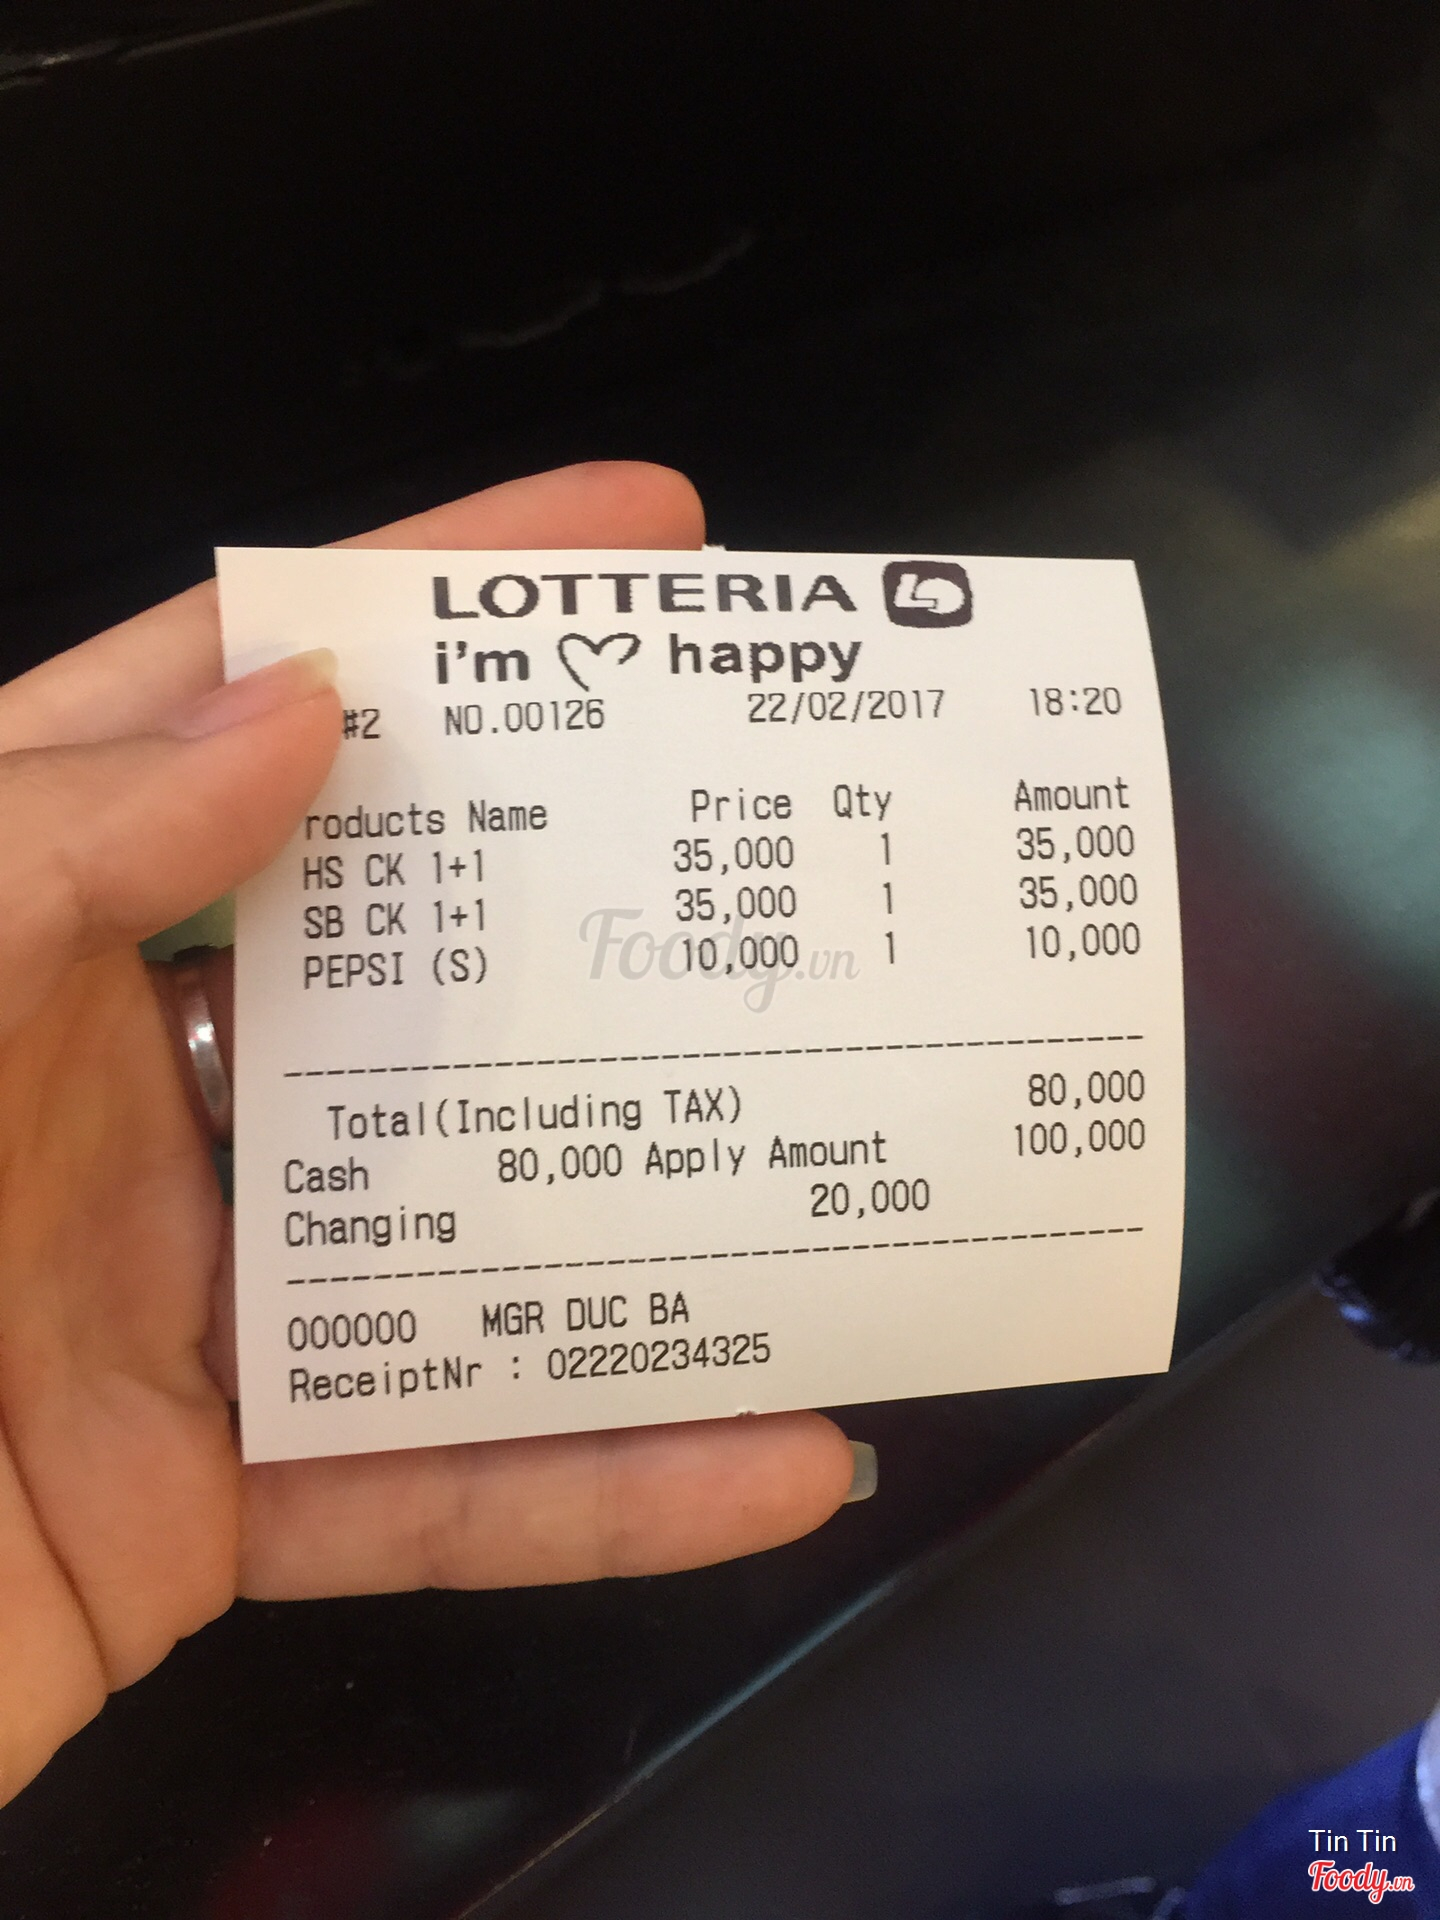 LOTTERIA
i'm happy
#2 NO.00126 22/02/2017 18:20
roducts Name Price Qty Amount
HS CK 1+1 35,000 1 35,000
SB CK 1+1 35,000 1 35,000
PEPSI (S) 10,000 1 10,000
Foody.vn
Total(Including TAX) 80,000
Cash 80,000 Apply Amount 100,000
Changing 20,000
000000 MGR DUC BA
ReceiptNr : 02220234325
Tin Tin
Foody.vn